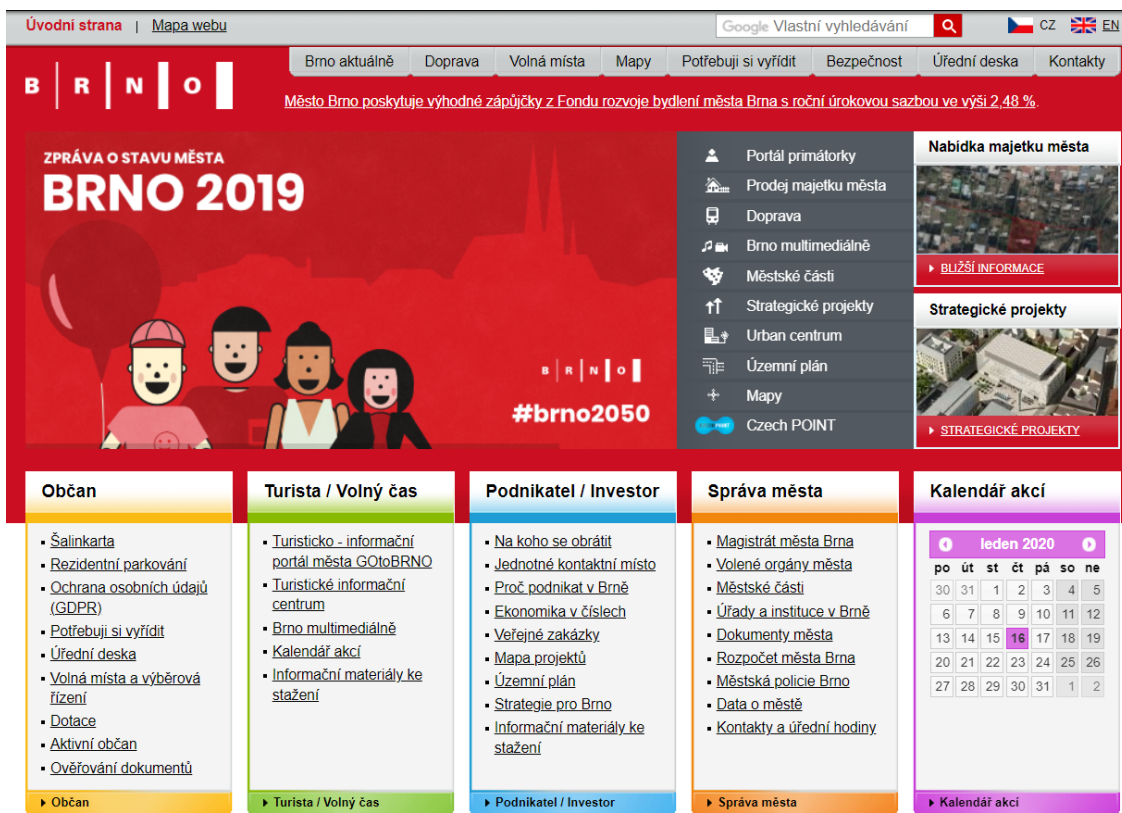 Úvodní strana | Mapa webu
Google Vlastní vyhledávání
CZ EN
BRNO
Brno aktuálně Doprava Volná místa Mapy Potřebuji si vyřídit Bezpečnost Úřední deska Kontakty
Město Brno poskytuje výhodné zápůjčky z Fondu rozvoje bydlení města Brna s roční úrokovou sazbou ve výši 2,48 %.
ZPRÁVA O STAVU MĚSTA
BRNO 2019
BRNO
#brno2050
Portál primátorky
Prodej majetku města
Doprava
Brno multimediálně
Městské části
Strategické projekty
Urban centrum
Územní plán
Mapy
Czech POINT
Nabídka majetku města
BLIŽŠÍ INFORMACE
Strategické projekty
STRATEGICKÉ PROJEKTY
Občan
Šalinkarta
Rezidentní parkování
Ochrana osobních údajů
(GDPR)
Potřebuji si vyřídit
Úřední deska
Volná místa a výběrová
řízení
Dotace
Aktivní občan
Ověřování dokumentů
Občan
Turista / Volný čas
Turisticko - informační
portál města GOtoBRNO
Turistické informační
centrum
Brno multimediálně
Kalendář akcí
Informační materiály ke
stažení
Turista / Volný čas
Podnikatel / Investor
Na koho se obrátit
Jednotné kontaktní místo
Proč podnikat v Brně
Ekonomika v číslech
Veřejné zakázky
Mapa projektů
Územní plán
Strategie pro Brno
Informační materiály ke
stažení
Podnikatel / Investor
Správa města
Magistrát města Brna
Volené orgány města
Městské části
Úřady a instituce v Brně
Dokumenty města
Rozpočet města Brna
Městská policie Brno
Data o městě
Kontakty a úřední hodiny
Správa města
Kalendář akcí
leden 2020
po út st čt pá so ne
30 31 1 2 3 4 5
6 7 8 9 10 11 12
13 14 15 16 17 18 19
20 21 22 23 24 25 26
27 28 29 30 31 1 2
Kalendář akcí